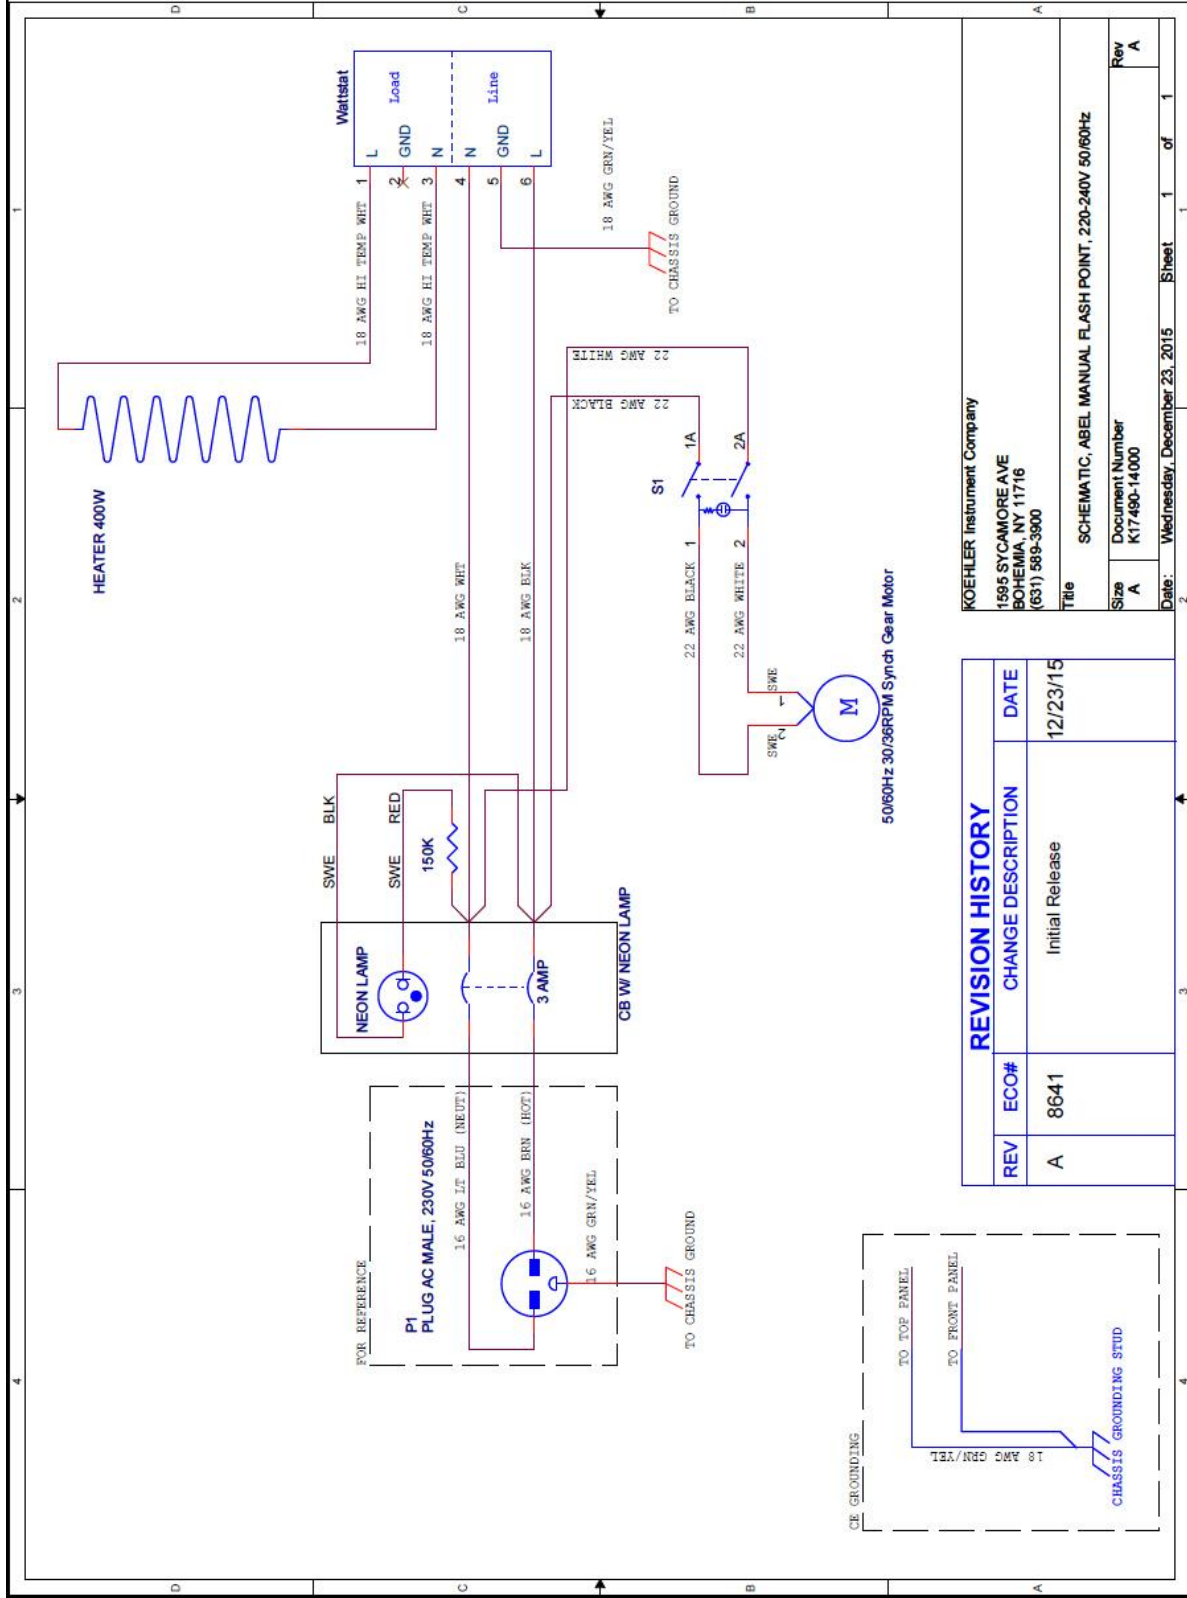 4
3
2
1
D
C
B
A
HEATER 400W
Wattstat
L
GND
N
N
GND
L
Load
Line
1
2
3
4
5
6
18 AWG HI TEMP WHT
18 AWG HI TEMP WHT
18 AWG GRN/YEL
TO CHASSIS GROUND
FOR REFERENCE
P1
PLUG AC MALE, 230V 50/60Hz
16 AWG LT BLU (NEUT)
16 AWG BRN (HOT)
16 AWG GRN/YEL
TO CHASSIS GROUND
NEON LAMP
3 AMP
CB W/ NEON LAMP
SWE BLK
SWE RED
150K
18 AWG WHT
18 AWG BLK
22 AWG WHITE
22 AWG BLACK
S1
1 1A
2 2A
22 AWG BLACK
22 AWG WHITE
SWE 2
SWE 1
M
50/60Hz 30/36RPM Synch Gear Motor
CE GROUNDING
TO TOP PANEL
TO FRONT PANEL
18 AWG GRN/YEL
CHASSIS GROUNDING STUD
REVISION HISTORY
REV ECO# CHANGE DESCRIPTION DATE
A 8641 Initial Release 12/23/15
KOEHLER Instrument Company
1595 SYCAMORE AVE
BOHEMIA, NY 11716
(631) 589-3900
Title
SCHEMATIC, ABEL MANUAL FLASH POINT, 220-240V 50/60Hz
Size Document Number Rev
A K17490-14000 A
Date: Wednesday, December 23, 2015 Sheet 1 of 1
4
3
2
1
D
C
B
A